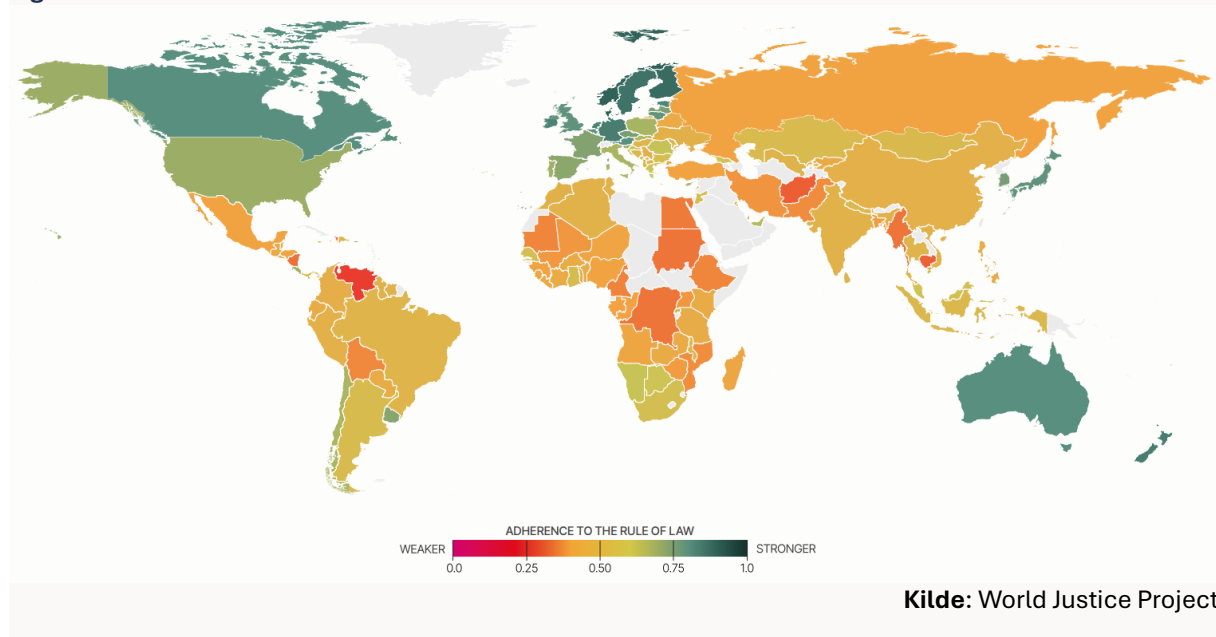 ADHERENCE TO THE RULE OF LAW
WEAKER STRONGER
0.0 0.25 0.50 0.75 1.0
Kilde: World Justice Project